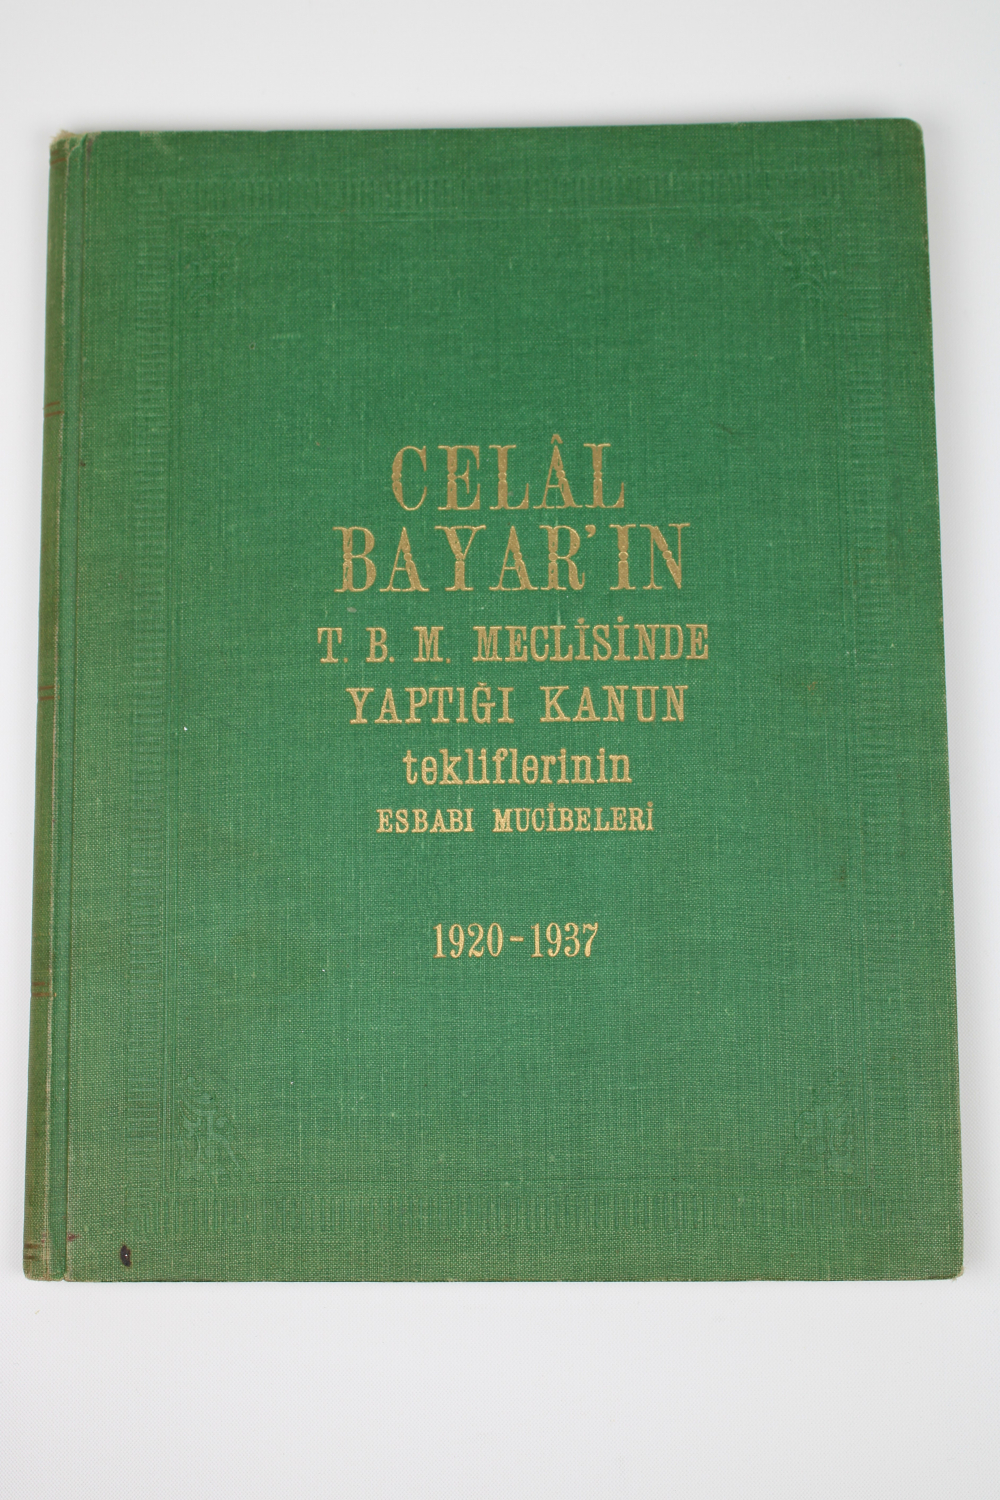 CELÂL
BAYAR'IN
T. B. M. MECLİSİNDE
YAPTIĞI KANUN
tekliflerinin
ESBABI MUCİBELERİ
1920-1937